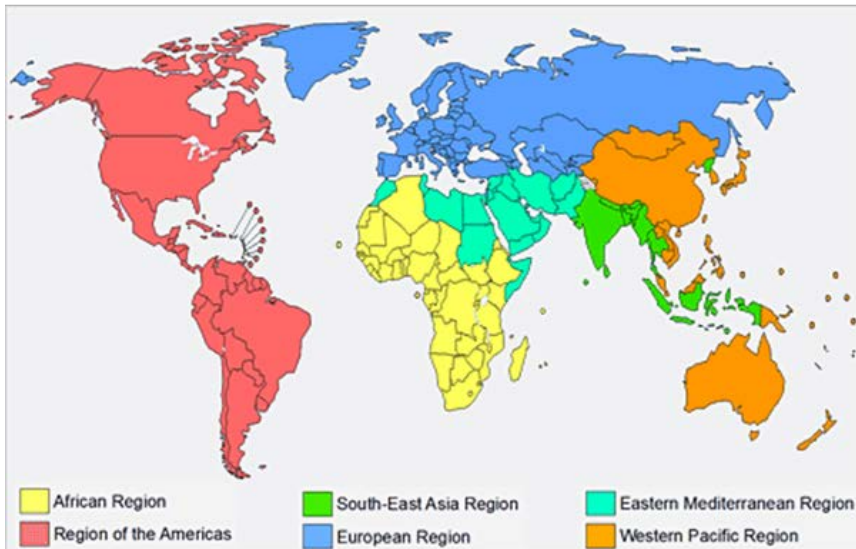 African Region
South-East Asia Region
Eastern Mediterranean Region
Region of the Americas
European Region
Western Pacific Region